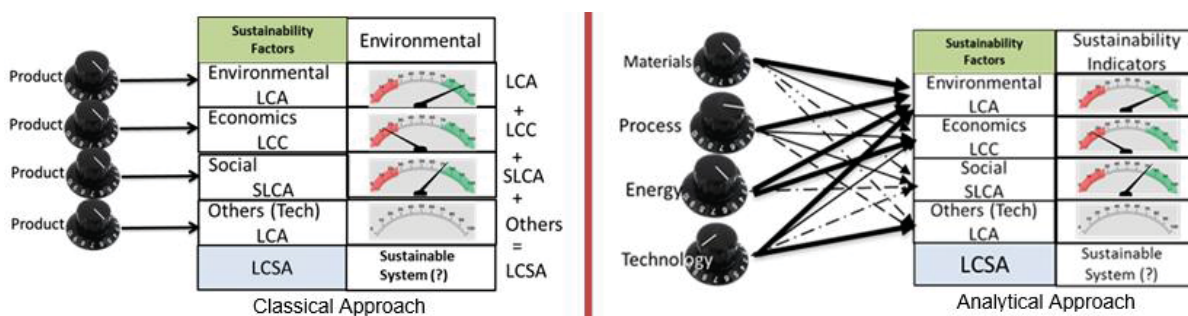 Sustainability
Factors
Environmental
Product
Environmental
LCA
LCA
+
Product
Economics
LCC
LCC
+
Product
Social
SLCA
SLCA
+
Product
Others (Tech)
LCA
Others
=
LCSA
Sustainable
System (?)
LCSA
Classical Approach
Sustainability
Factors
Sustainability
Indicators
Materials
Process
Energy
Technology
Environmental
LCA
Economics
LCC
Social
SLCA
Others (Tech)
LCA
LCSA
Sustainable
System (?)
Analytical Approach